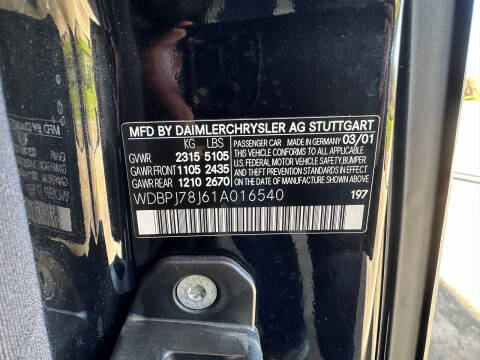 MFD BY DAIMLERCHRYSLER AG STUTTGART
KG LBS PASSENGER CAR MADE IN GERMANY 03/01
GVWR 2315 5105 THIS VEHICLE CONFORMS TO ALL APPLICABLE
GAWR FRONT 1105 2435 U.S. FEDERAL MOTOR VEHICLE SAFETY, BUMPER
GAWR REAR 1210 2670 AND THEFT PREVENTION STANDARDS IN EFFECT
ON THE DATE OF MANUFACTURE SHOWN ABOVE
WDBPJ78J61A016540 197